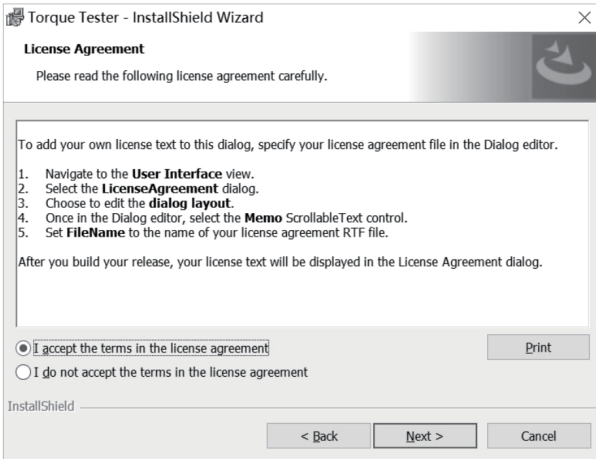 Torque Tester - InstallShield Wizard
License Agreement
Please read the following license agreement carefully.
To add your own license text to this dialog, specify your license agreement file in the Dialog editor.
1. Navigate to the User Interface view.
2. Select the LicenseAgreement dialog.
3. Choose to edit the dialog layout.
4. Once in the Dialog editor, select the Memo ScrollableText control.
5. Set FileName to the name of your license agreement RTF file.
After you build your release, your license text will be displayed in the License Agreement dialog.
I accept the terms in the license agreement
Print
I do not accept the terms in the license agreement
InstallShield
< Back Next > Cancel